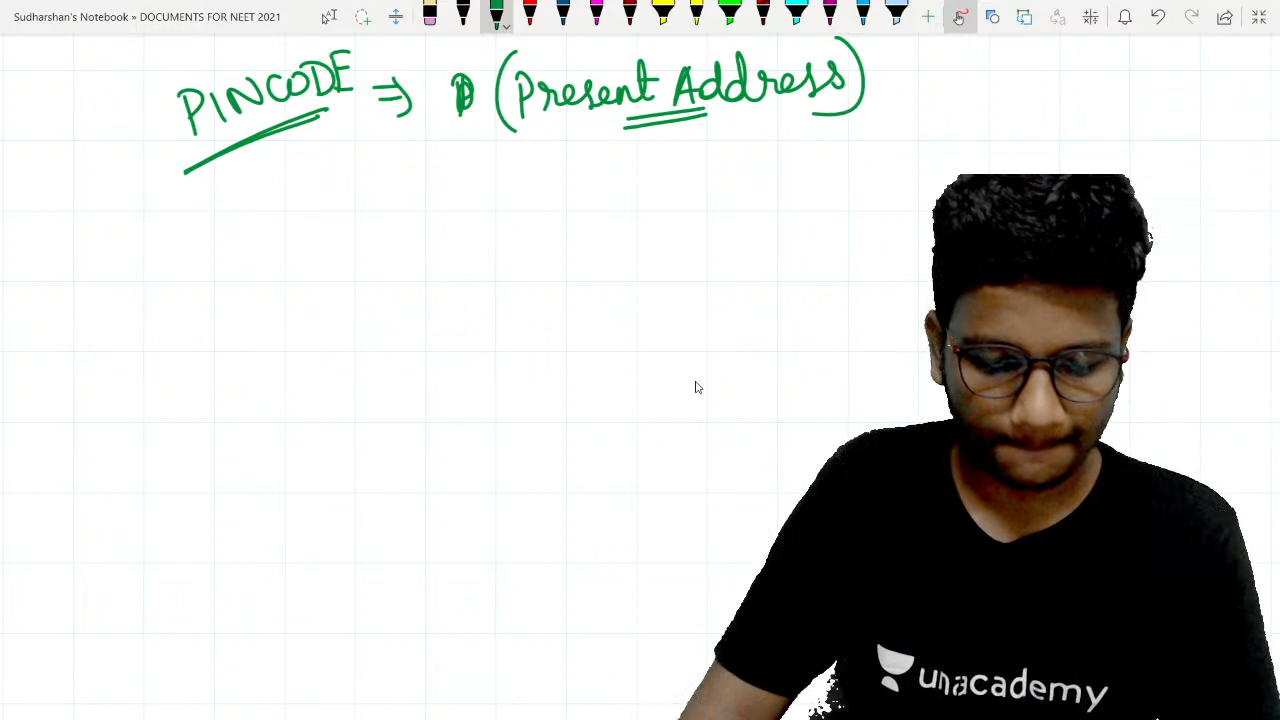 Sudharshan's Notebook » DOCUMENTS FOR NEET 2021
PINCODE ⇒ (Present Address)
unacademy